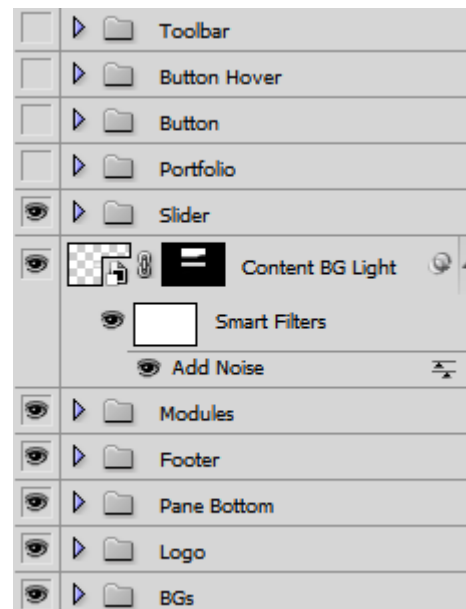 Toolbar
Button Hover
Button
Portfolio
Slider
Content BG Light
Smart Filters
Add Noise
Modules
Footer
Pane Bottom
Logo
BGs